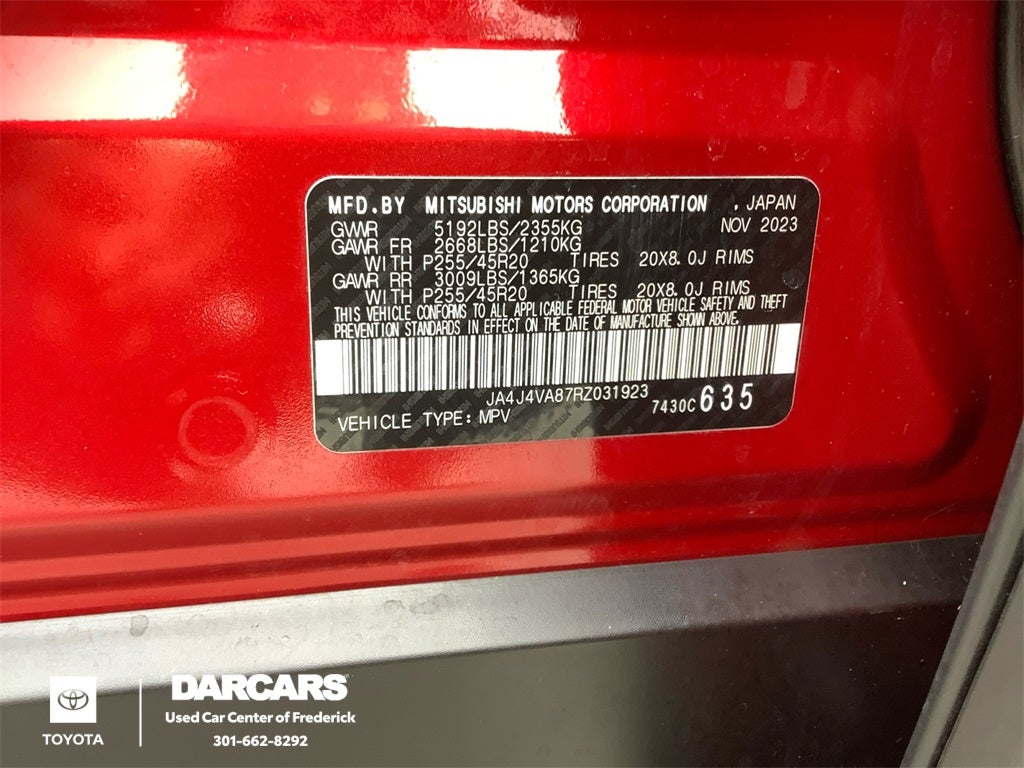 MFD.BY MITSUBISHI MOTORS CORPORATION , JAPAN
GVWR 5192LBS/2355KG NOV 2023
GAWR FR 2668LBS/1210KG
WITH P255/45R20 TIRES 20X8.0J RIMS
GAWR RR 3009LBS/1365KG
WITH P255/45R20 TIRES 20X8.0J RIMS
THIS VEHICLE CONFORMS TO ALL APPLICABLE FEDERAL MOTOR VEHICLE SAFETY AND THEFT
PREVENTION STANDARDS IN EFFECT ON THE DATE OF MANUFACTURE SHOWN ABOVE.
JA4J4VA87RZ031923
VEHICLE TYPE: MPV 7430C 635
TOYOTA
DARCARS
Used Car Center of Frederick
301-662-8292